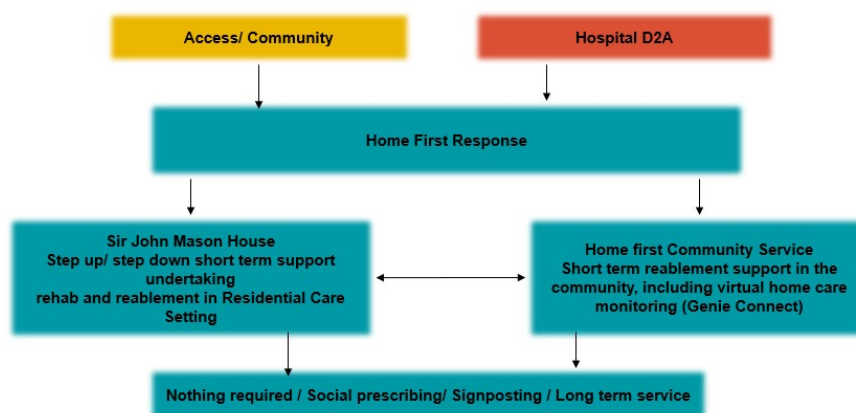 Access/ Community
Hospital D2A
Home First Response
Sir John Mason House
Step up/ step down short term support
undertaking
rehab and reablement in Residential Care
Setting
Home first Community Service
Short term reablement support in the
community, including virtual home care
monitoring (Genie Connect)
Nothing required / Social prescribing/ Signposting / Long term service